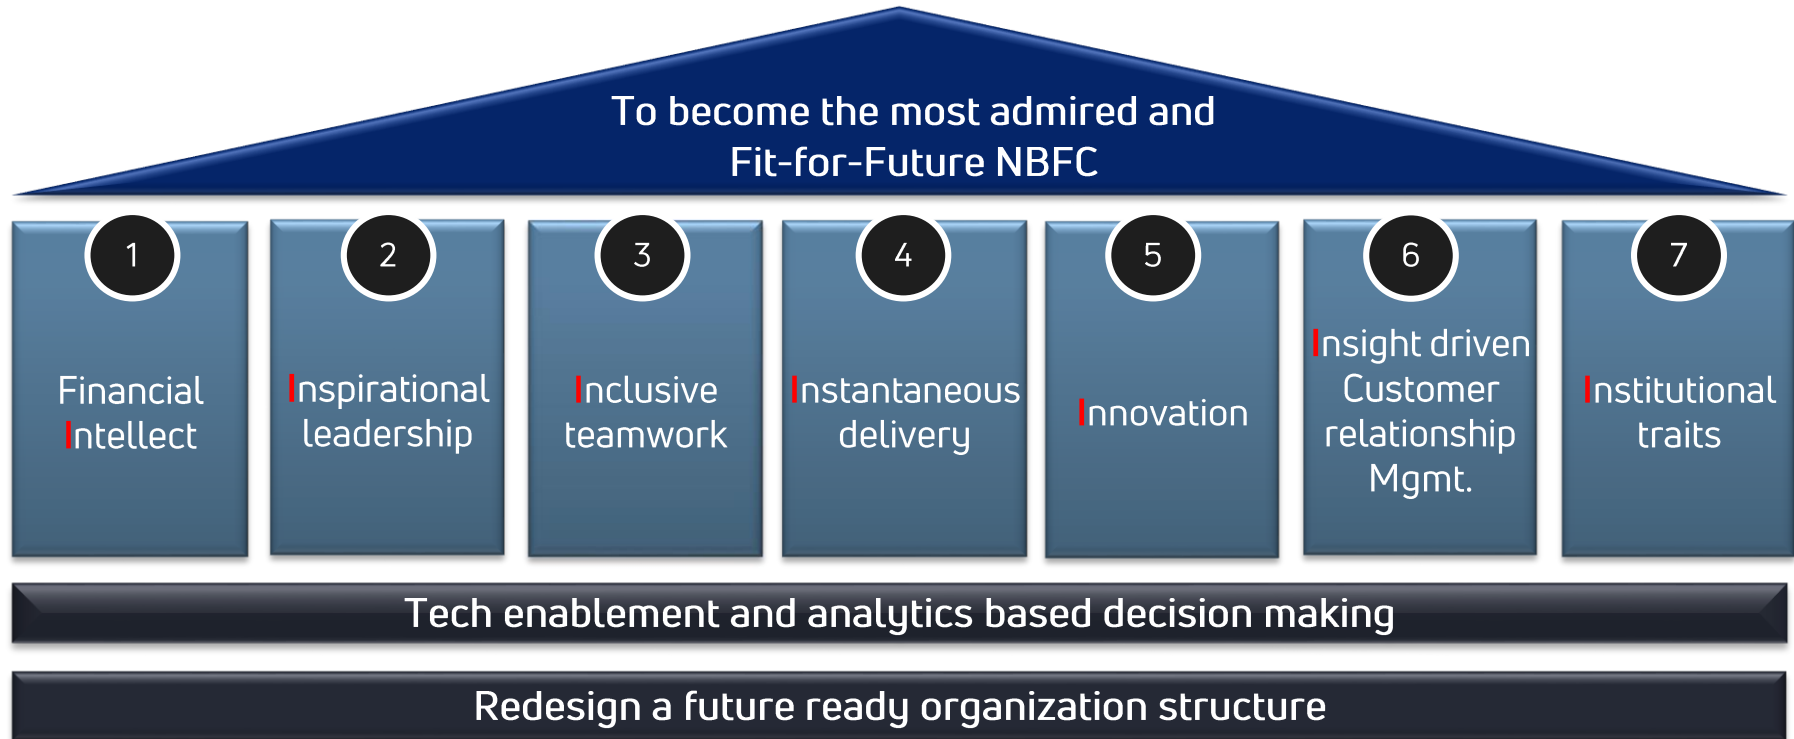 To become the most admired and
Fit-for-Future NBFC
1
Financial
Intellect
2
Inspirational
leadership
3
Inclusive
teamwork
4
Instantaneous
delivery
5
Innovation
6
Insight driven
Customer
relationship
Mgmt.
7
Institutional
traits
Tech enablement and analytics based decision making
Redesign a future ready organization structure